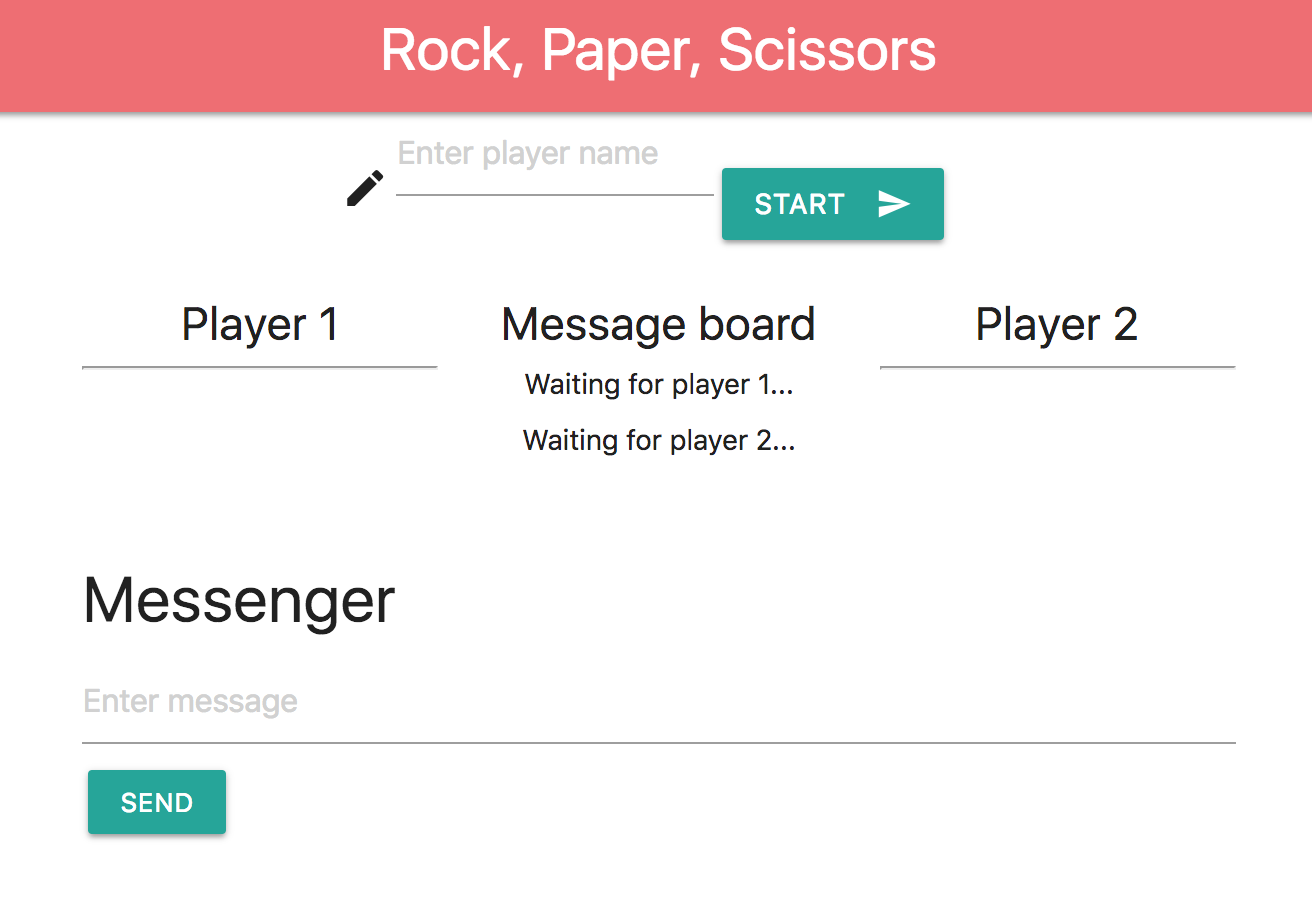 Rock, Paper, Scissors
Enter player name
START
Player 1
Message board
Player 2
Waiting for player 1...
Waiting for player 2...
Messenger
Enter message
SEND